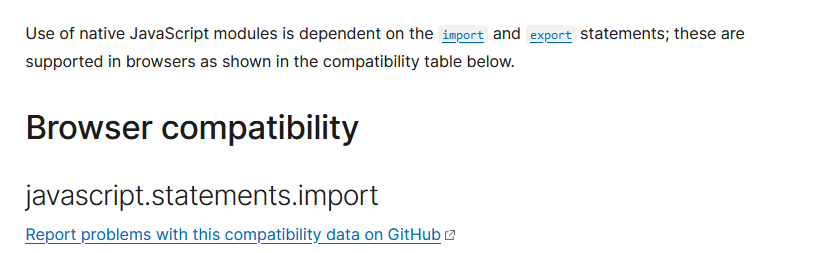 Use of native JavaScript modules is dependent on the import and export statements; these are
supported in browsers as shown in the compatibility table below.
Browser compatibility
javascript.statements.import
Report problems with this compatibility data on GitHub